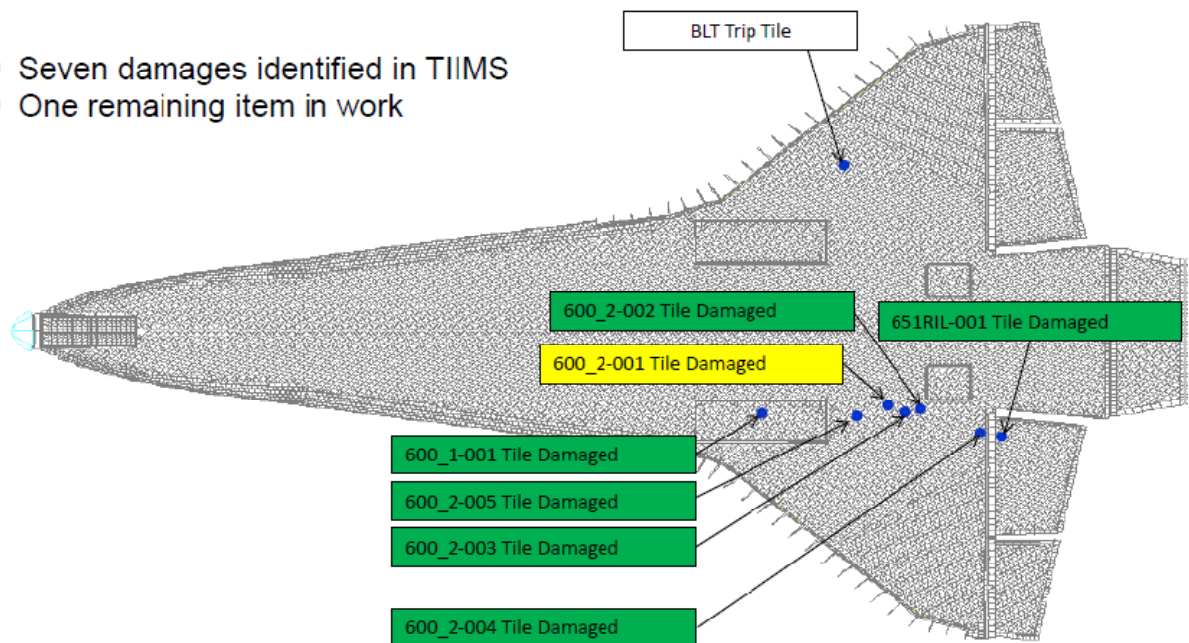 BLT Trip Tile
Seven damages identified in TIIMS
One remaining item in work
600_2-002 Tile Damaged
651RIL-001 Tile Damaged
600_2-001 Tile Damaged
600_1-001 Tile Damaged
600_2-005 Tile Damaged
600_2-003 Tile Damaged
600_2-004 Tile Damaged